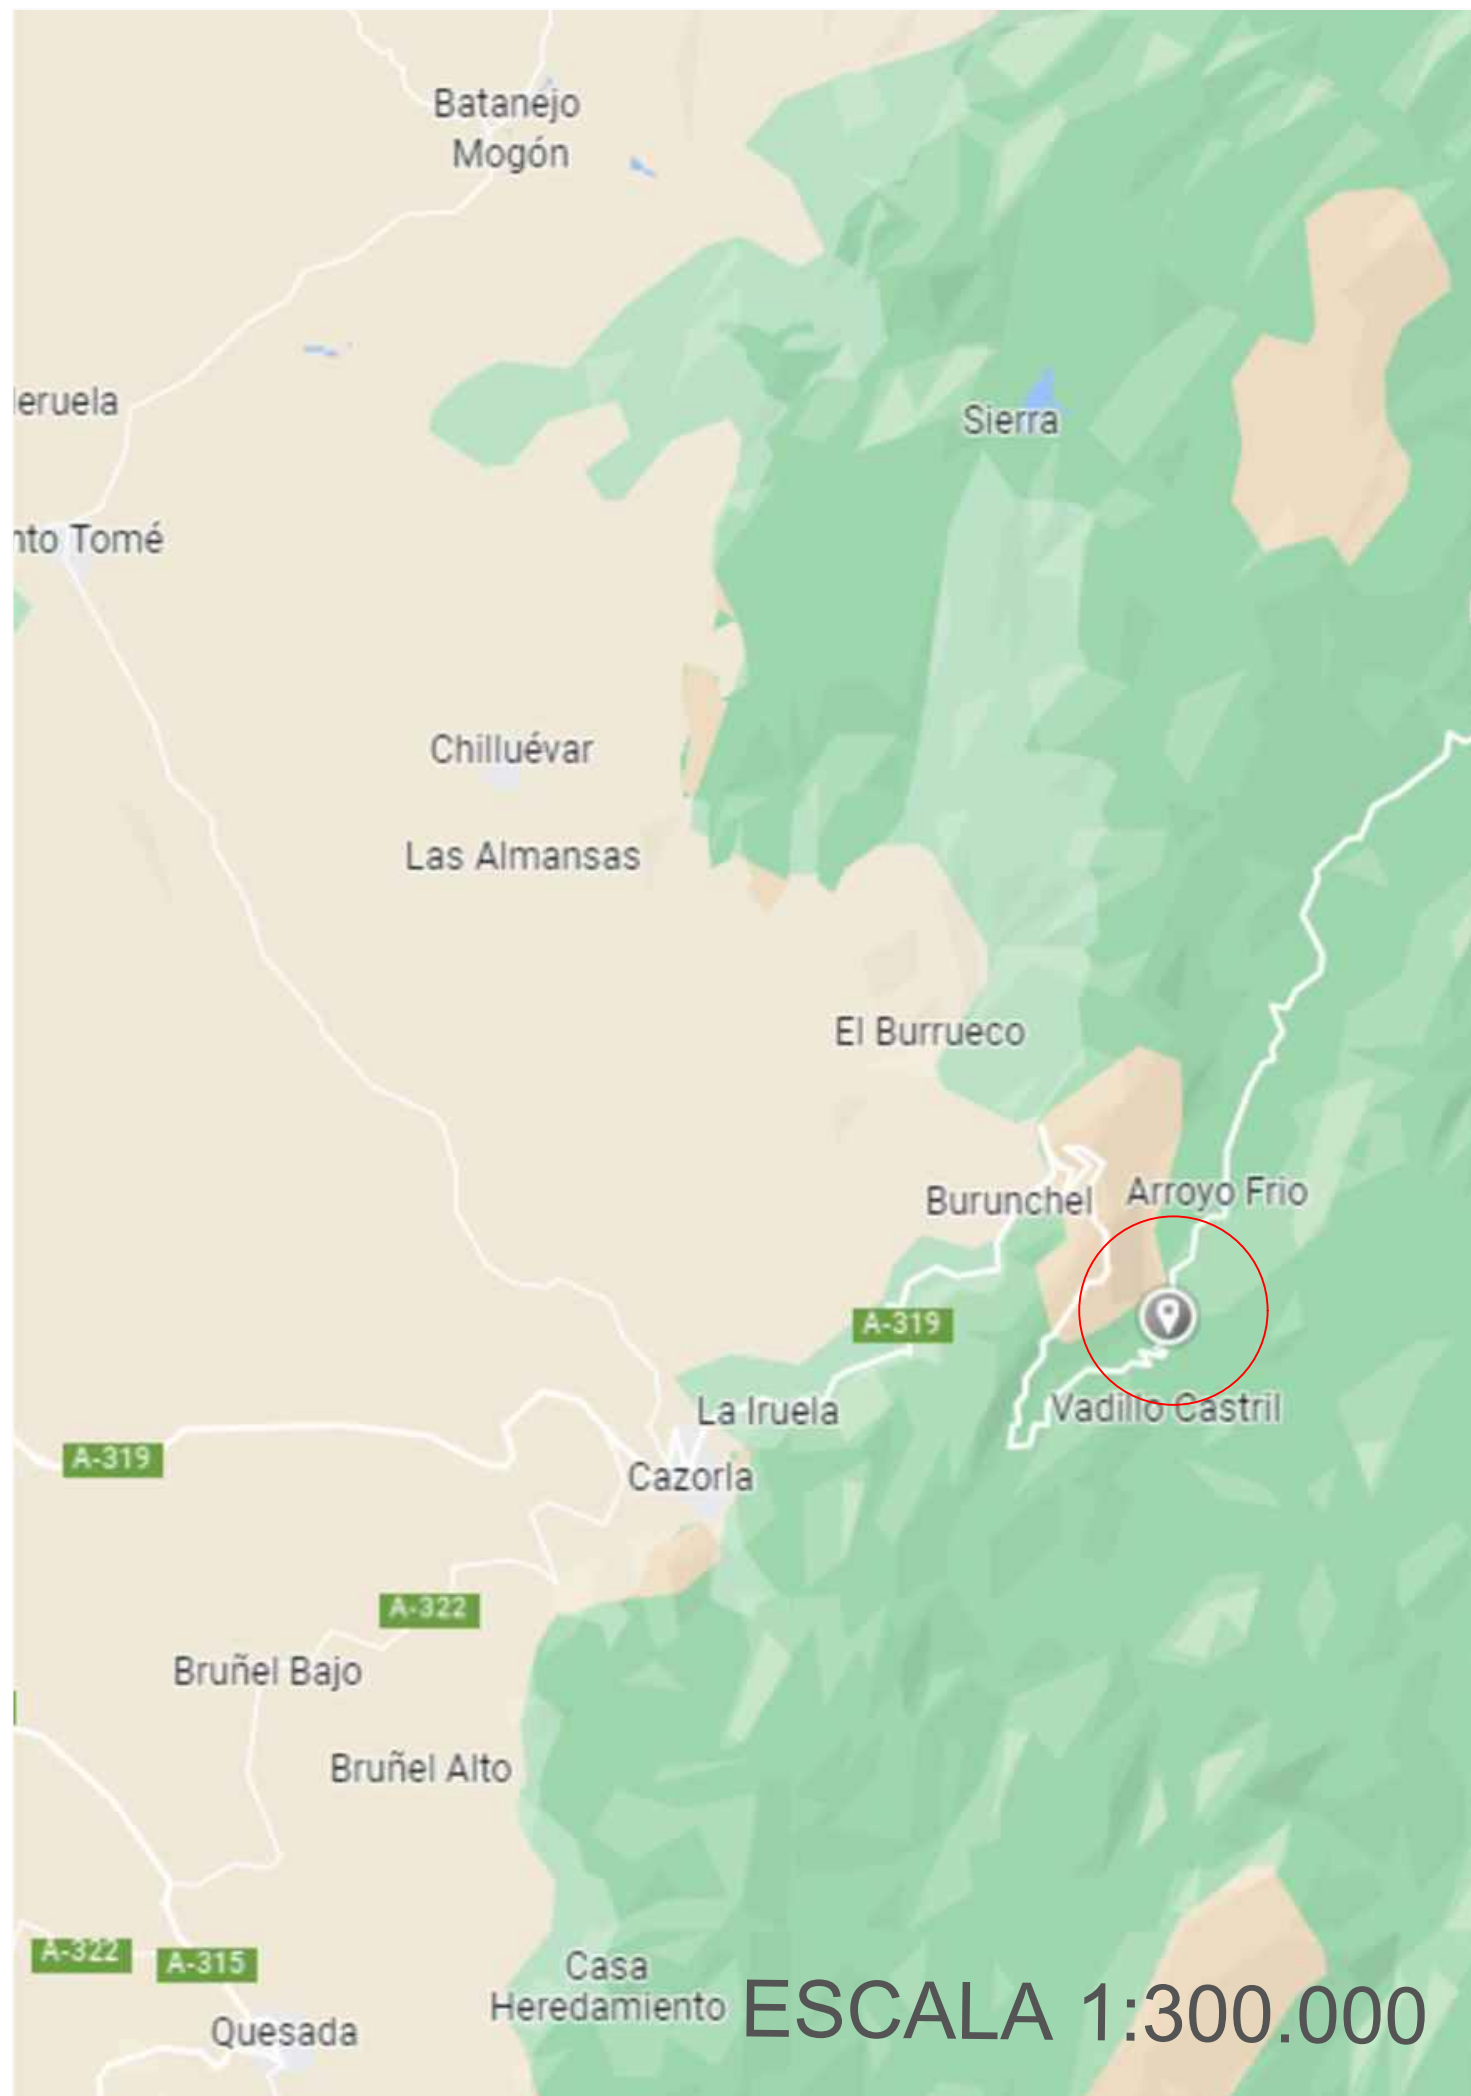 Batanejo
Mogón
eruela
Sierra
nto Tomé
Chilluévar
Las Almansas
El Burrueco
Burunchel
Arroyo Frio
A-319
La Iruela
Vadillo Castril
A-319
Cazorla
A-322
Bruñel Bajo
Bruñel Alto
A-322
A-315
Casa
Heredamiento
ESCALA 1:300.000
Quesada